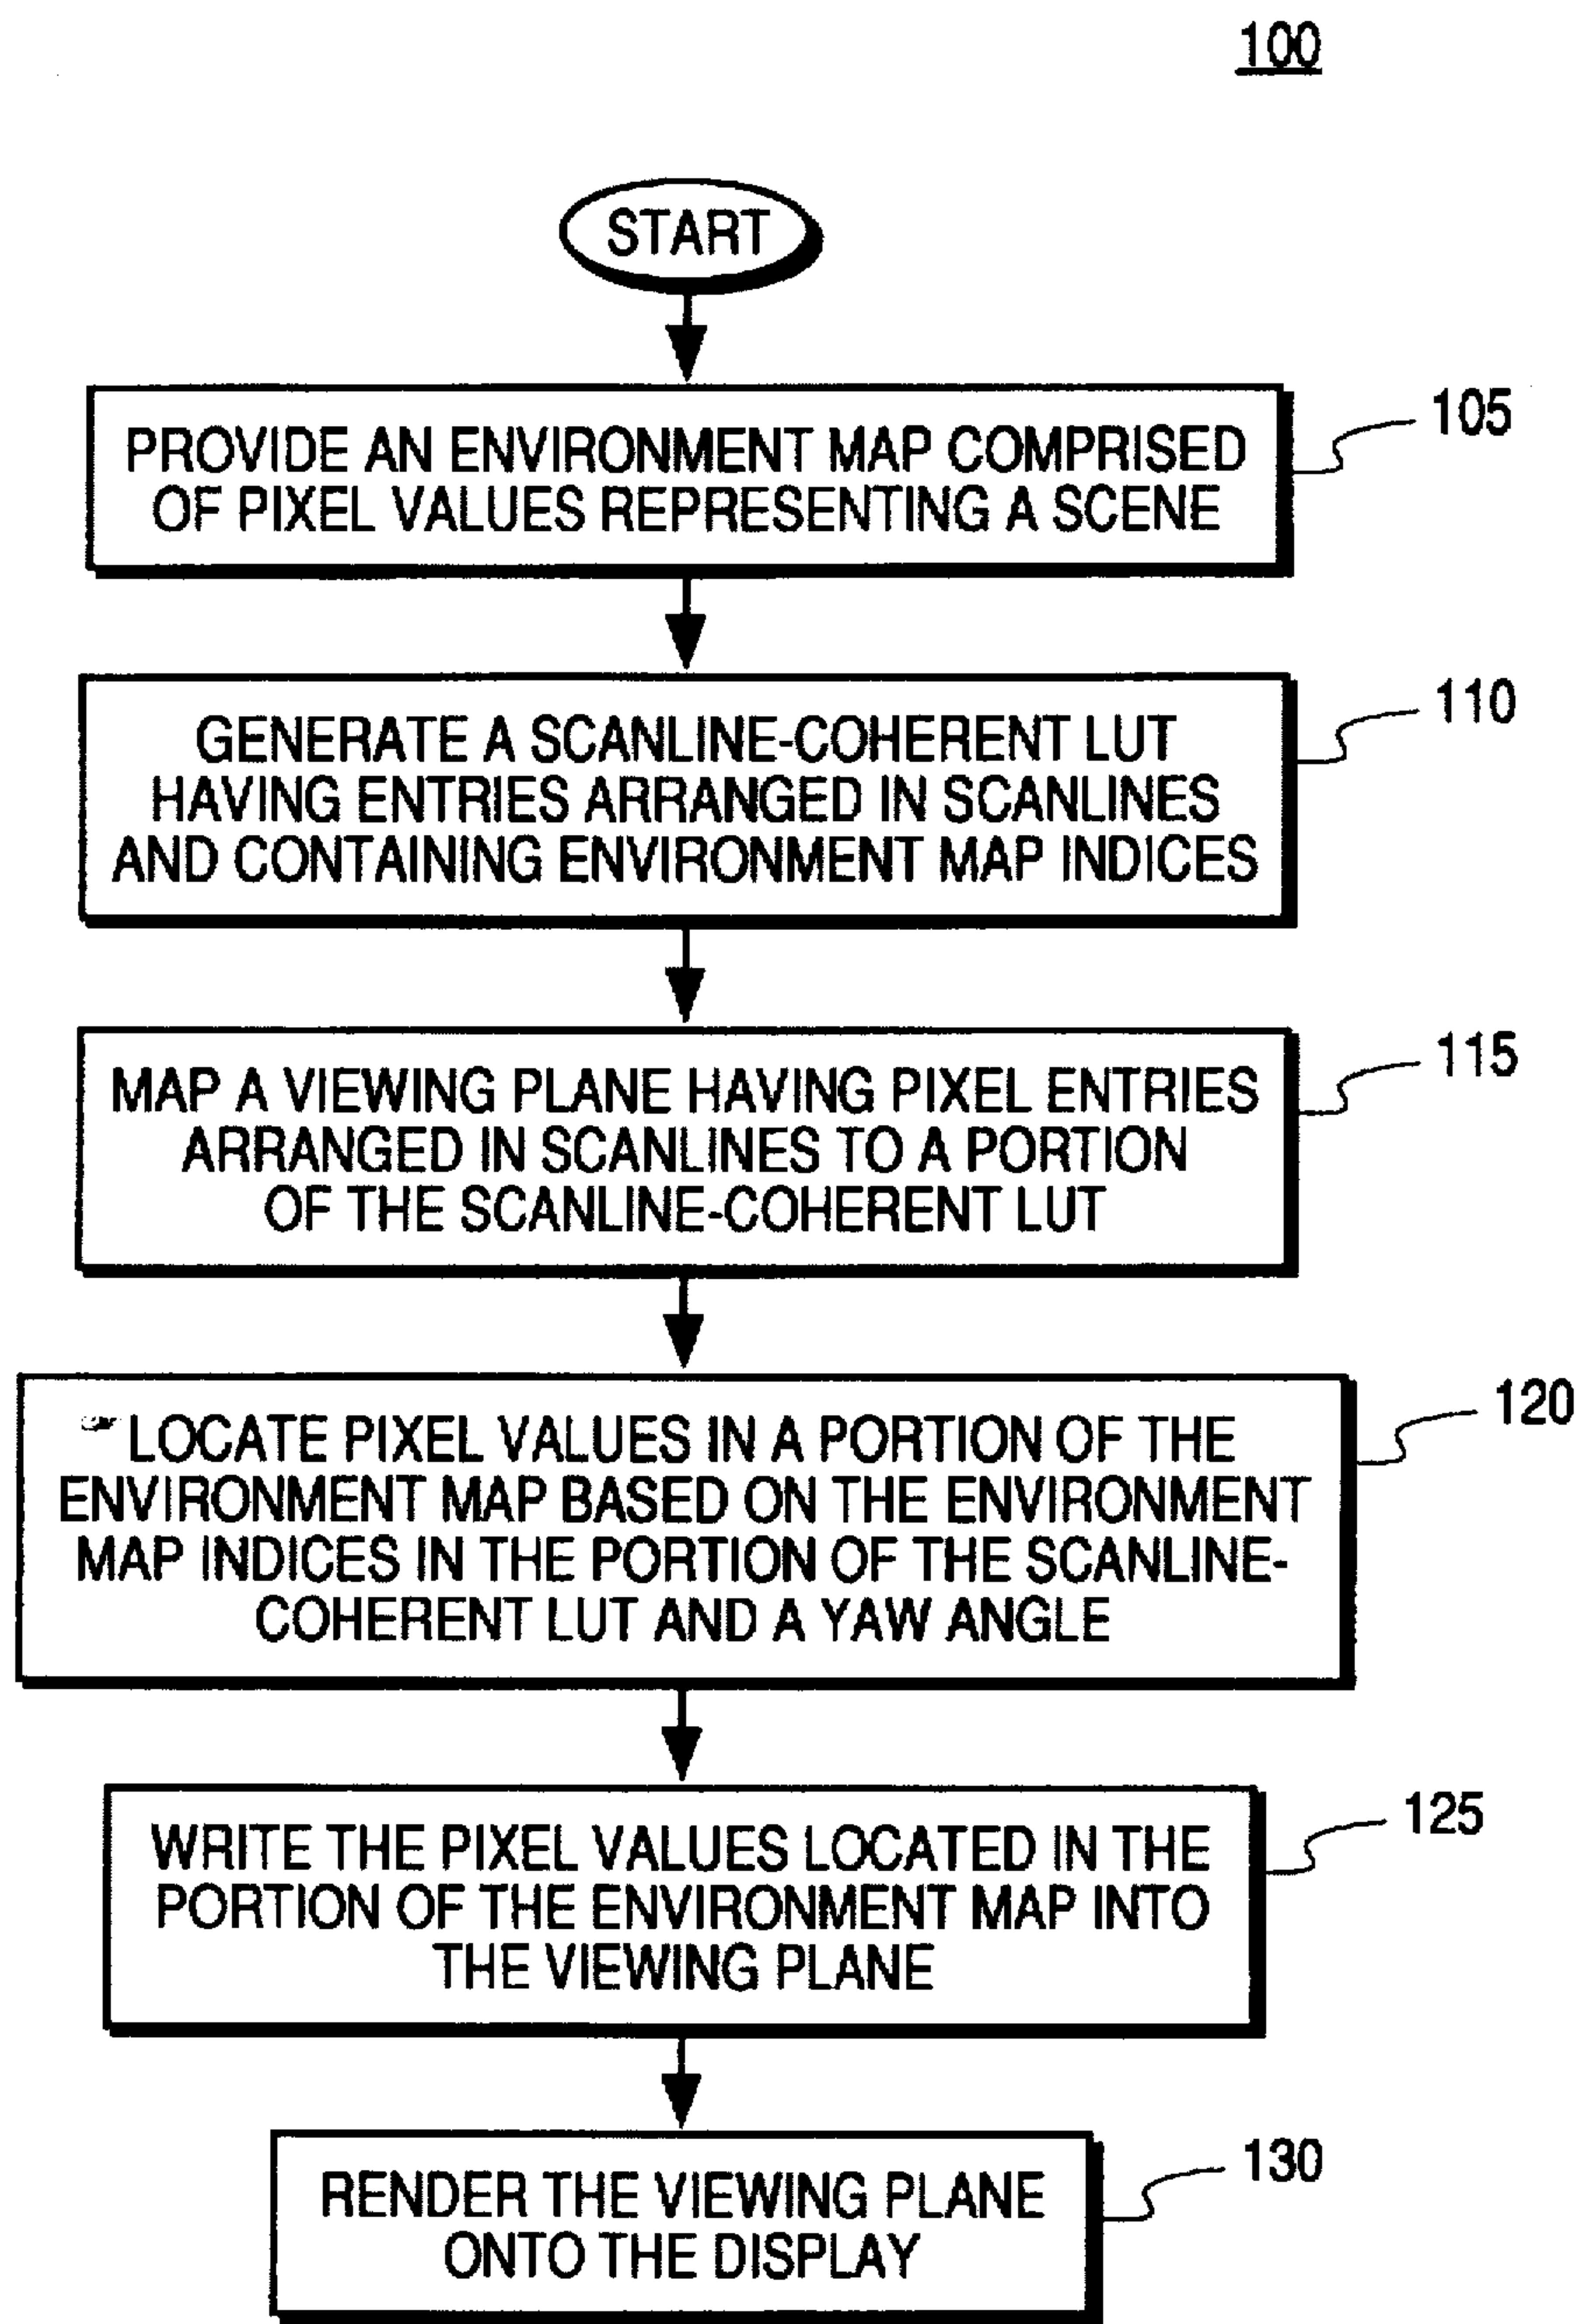 100
START
PROVIDE AN ENVIRONMENT MAP COMPRISED
OF PIXEL VALUES REPRESENTING A SCENE
105
GENERATE A SCANLINE-COHERENT LUT
HAVING ENTRIES ARRANGED IN SCANLINES
AND CONTAINING ENVIRONMENT MAP INDICES
110
MAP A VIEWING PLANE HAVING PIXEL ENTRIES
ARRANGED IN SCANLINES TO A PORTION
OF THE SCANLINE-COHERENT LUT
115
LOCATE PIXEL VALUES IN A PORTION OF THE
ENVIRONMENT MAP BASED ON THE ENVIRONMENT
MAP INDICES IN THE PORTION OF THE SCANLINE-
COHERENT LUT AND A YAW ANGLE
120
WRITE THE PIXEL VALUES LOCATED IN THE
PORTION OF THE ENVIRONMENT MAP INTO
THE VIEWING PLANE
125
RENDER THE VIEWING PLANE
ONTO THE DISPLAY
130